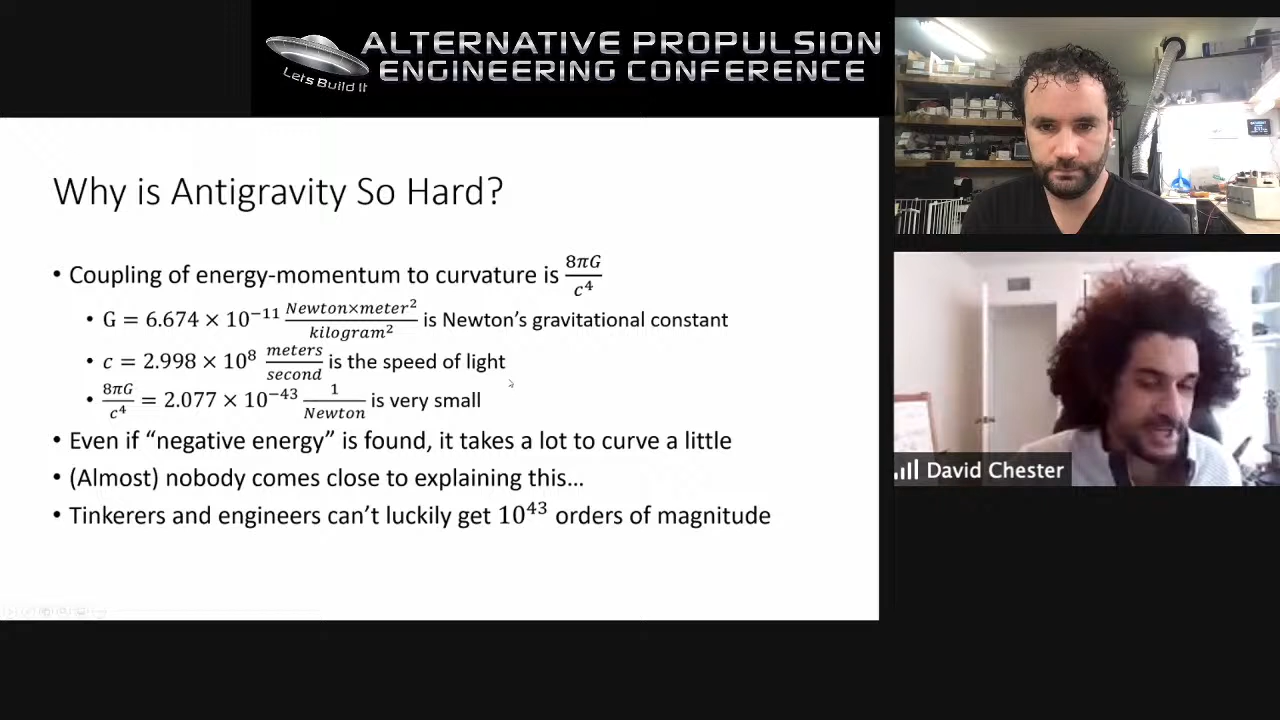 ALTERNATIVE PROPULSION
ENGINEERING CONFERENCE
Lets Build It
Why is Antigravity So Hard?
• Coupling of energy-momentum to curvature is 8πG/c⁴
• G = 6.674 × 10⁻¹¹ Newton×meter²/kilogram² is Newton's gravitational constant
• c = 2.998 × 10⁸ meters/second is the speed of light
• 8πG/c⁴ = 2.077 × 10⁻⁴³ 1/Newton is very small
• Even if “negative energy” is found, it takes a lot to curve a little
• (Almost) nobody comes close to explaining this…
• Tinkerers and engineers can't luckily get 10⁴³ orders of magnitude
David Chester